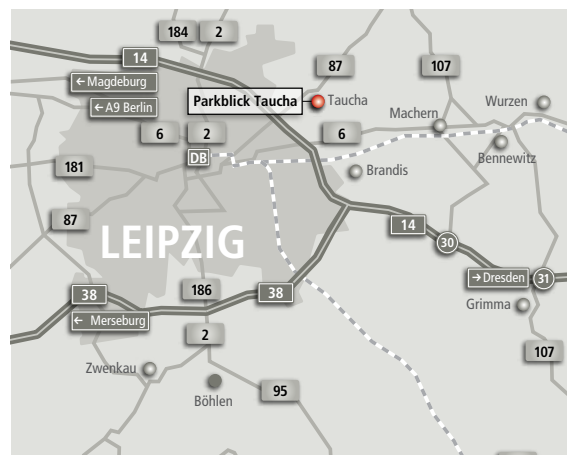 184
2
14
← Magdeburg
← A9 Berlin
87
107
Parkblick Taucha
Taucha
Machern
Wurzen
6
2
6
DB
181
Brandis
Bennewitz
87
LEIPZIG
14
30
→ Dresden
31
38
← Merseburg
186
38
Grimma
2
107
Zwenkau
Böhlen
95